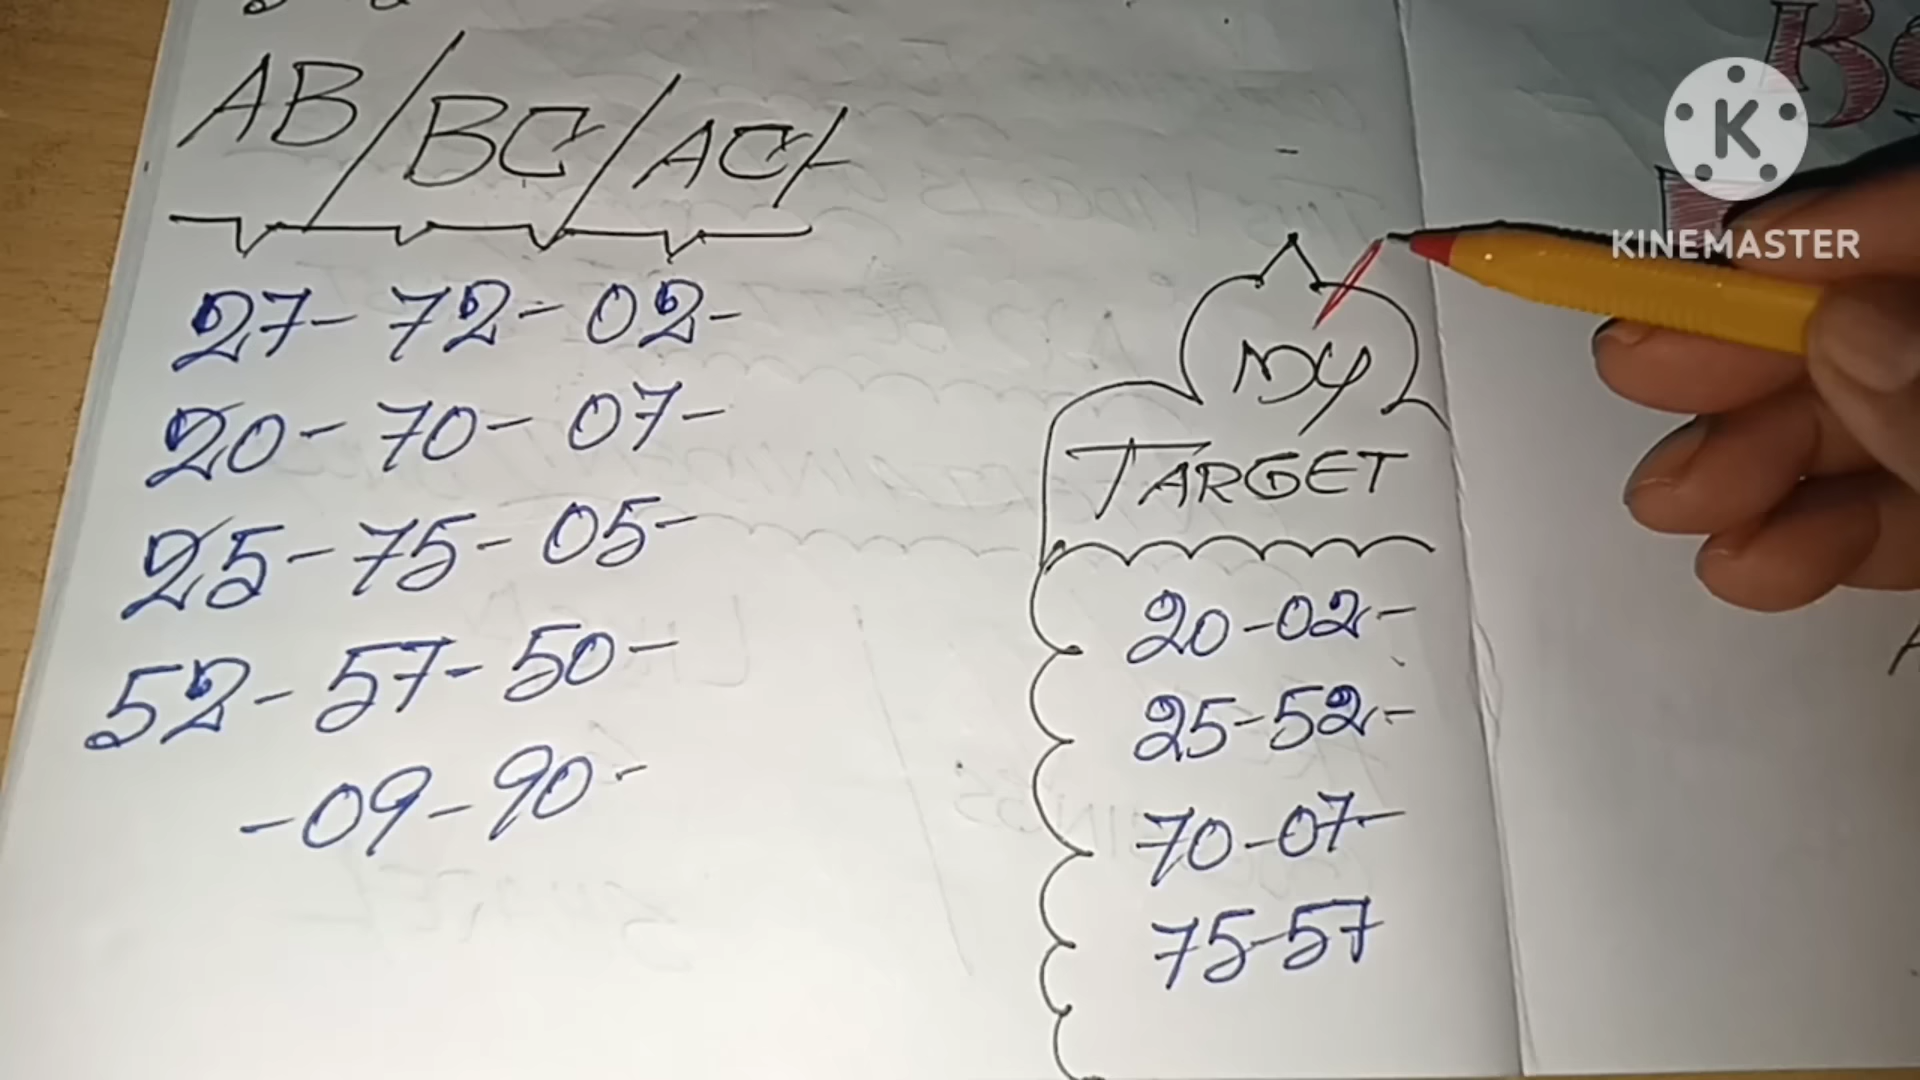 AB/BC/AC/-
27-72-02-
20-70-07-
25-75-05-
52-57-50-
-09-90-
MY
TARGET
20-02-
25-52-
70-07-
75-57
K
KINEMASTER